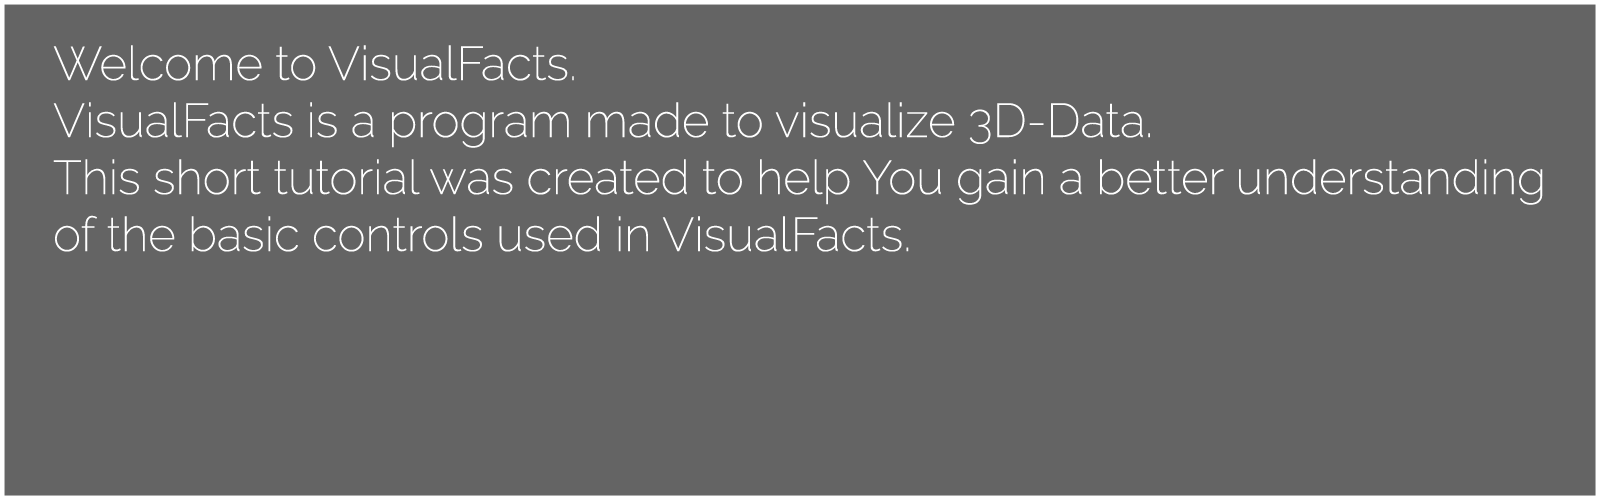 Welcome to VisualFacts.
VisualFacts is a program made to visualize 3D-Data.
This short tutorial was created to help You gain a better understanding
of the basic controls used in VisualFacts.